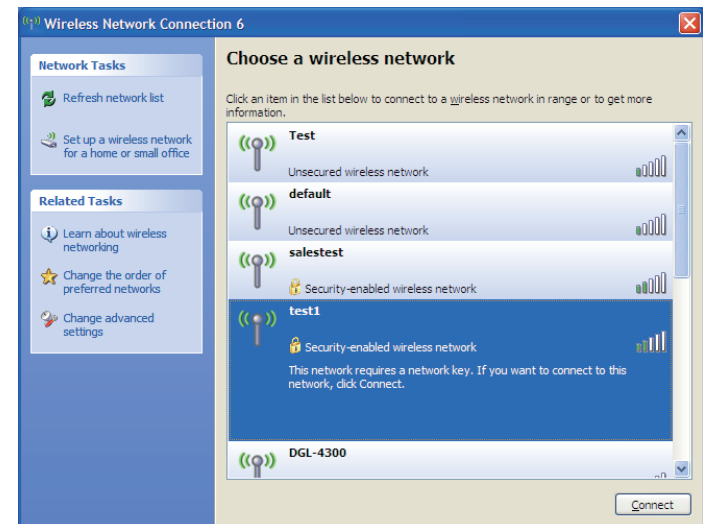 Wireless Network Connection 6
Network Tasks
Refresh network list
Set up a wireless network
for a home or small office
Related Tasks
Learn about wireless
networking
Change the order of
preferred networks
Change advanced
settings
Choose a wireless network
Click an item in the list below to connect to a wireless network in range or to get more
information.
Test
Unsecured wireless network
default
Unsecured wireless network
salestest
Security-enabled wireless network
test1
Security-enabled wireless network
This network requires a network key. If you want to connect to this
network, click Connect.
DGL-4300
Connect